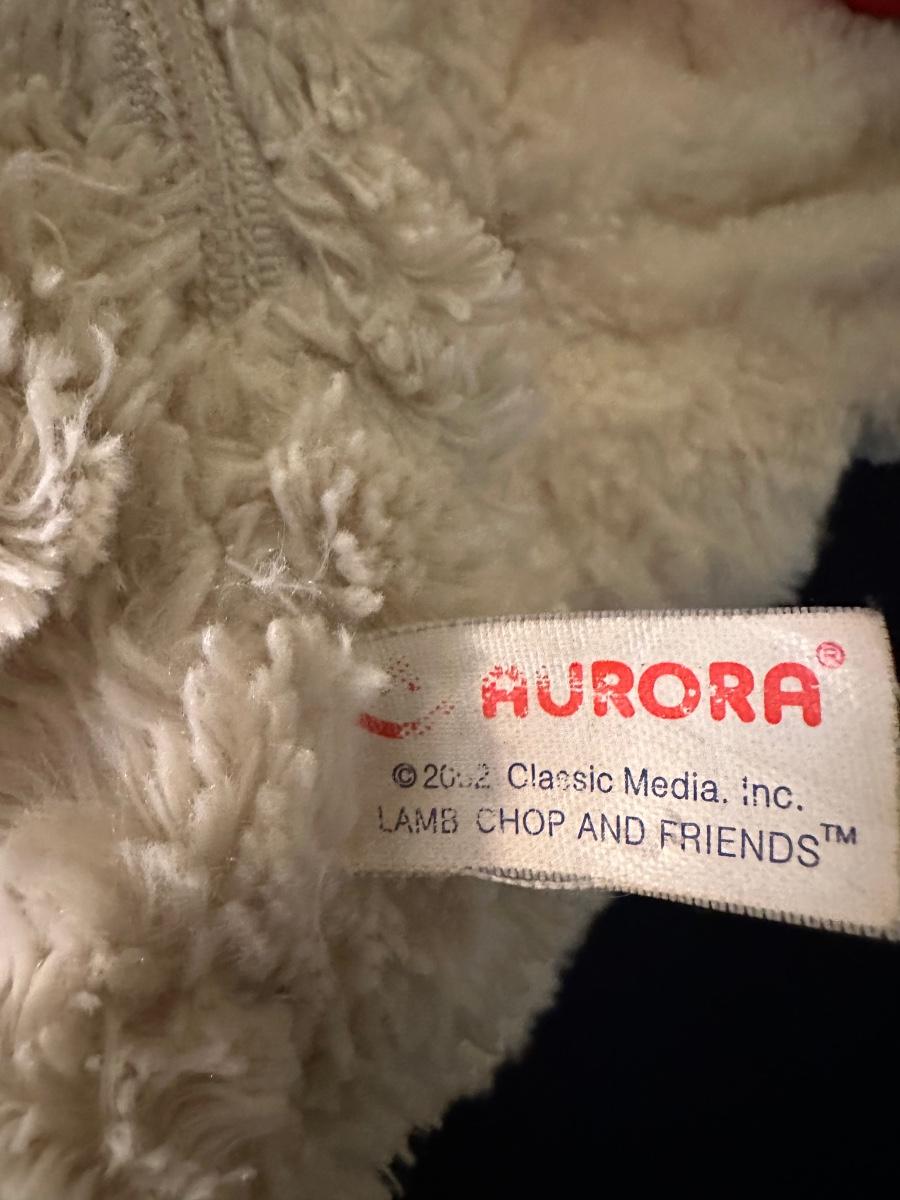 AURORA®
© Classic Media. Inc.
LAMB CHOP AND FRIENDS™